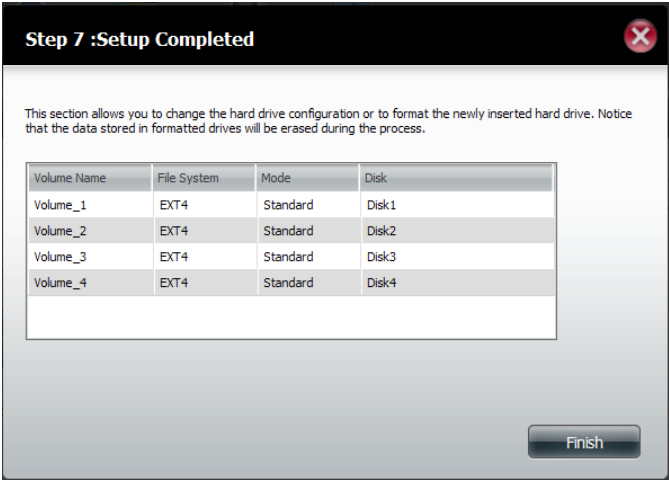 Step 7 :Setup Completed
This section allows you to change the hard drive configuration or to format the newly inserted hard drive. Notice
that the data stored in formatted drives will be erased during the process.
Volume Name File System Mode Disk
Volume_1 EXT4 Standard Disk1
Volume_2 EXT4 Standard Disk2
Volume_3 EXT4 Standard Disk3
Volume_4 EXT4 Standard Disk4
Finish